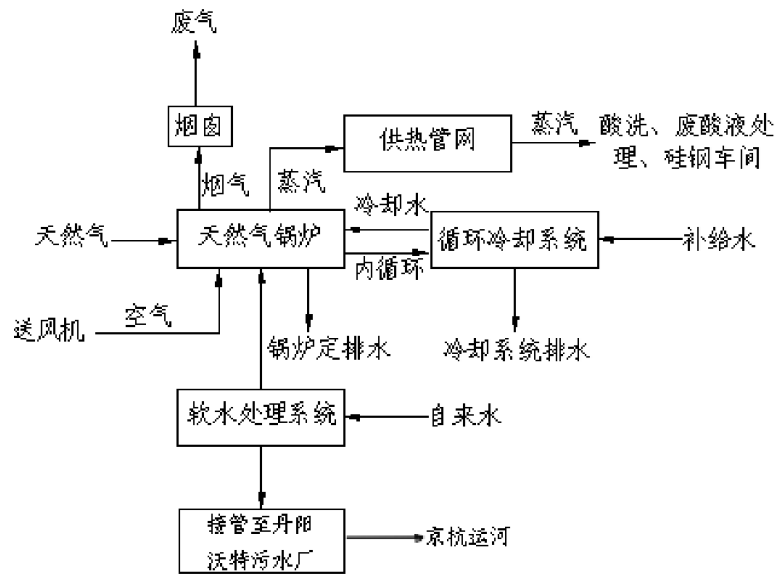 废气
烟囱
供热管网
蒸汽
酸洗、废酸液处
理、硅钢车间
烟气
蒸汽
冷却水
天然气
天然气锅炉
循环冷却系统
补给水
内循环
送风机
空气
锅炉定排水
冷却系统排水
软水处理系统
自来水
接管至丹阳
沃特污水厂
京杭运河